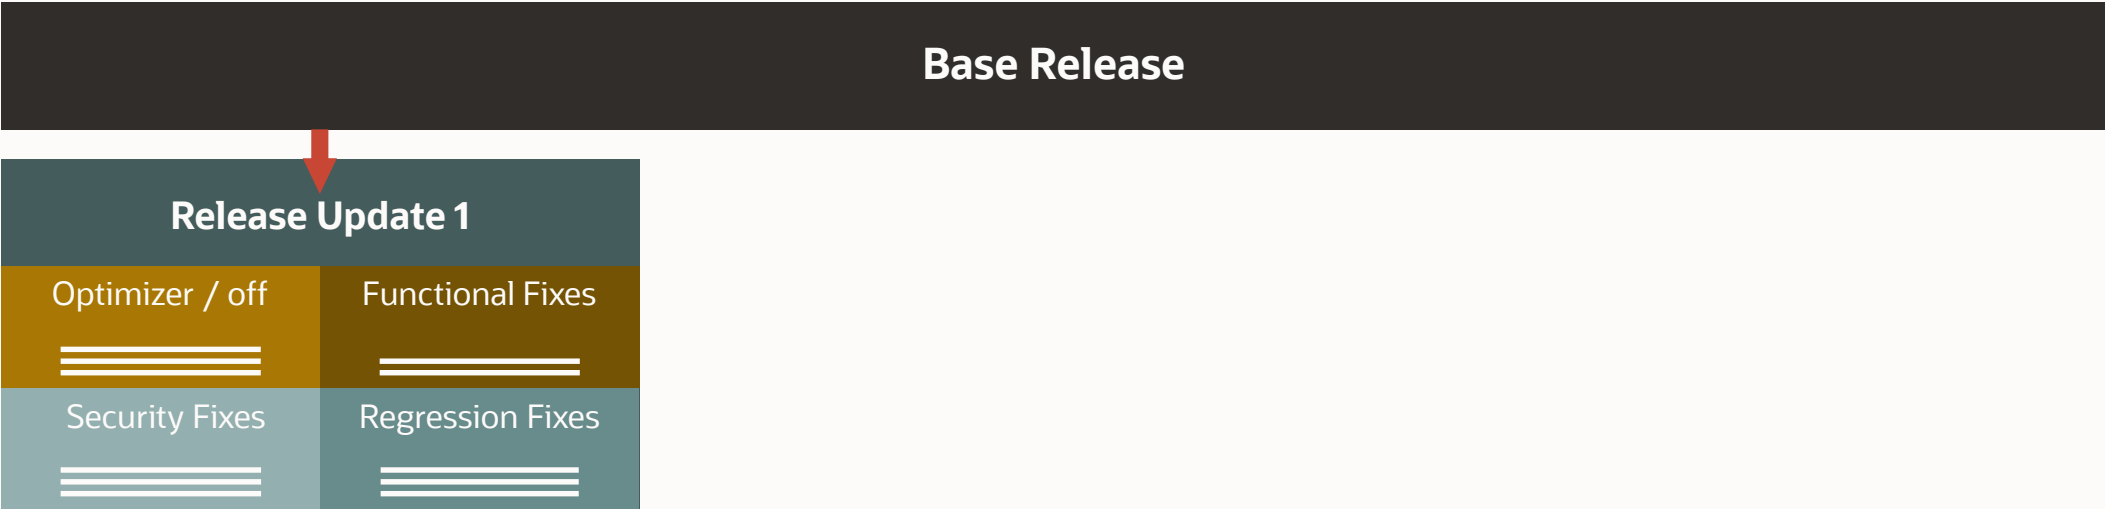 Base Release
Release Update 1
Optimizer / off
Functional Fixes
Security Fixes
Regression Fixes